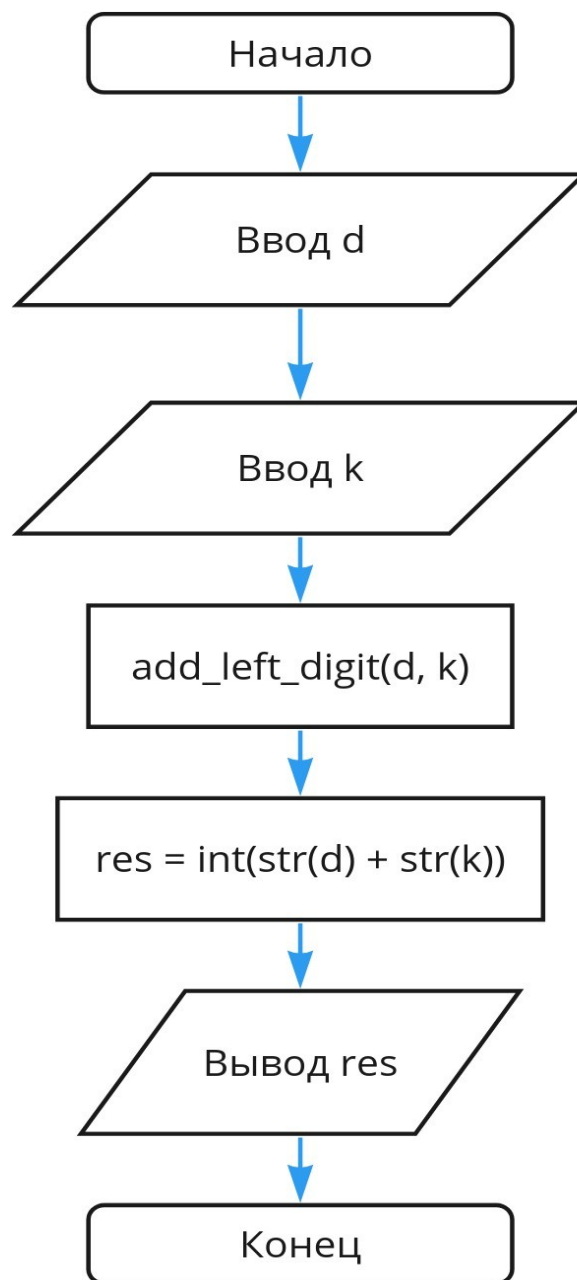 Начало
Ввод d
Ввод k
add_left_digit(d, k)
res = int(str(d) + str(k))
Вывод res
Конец